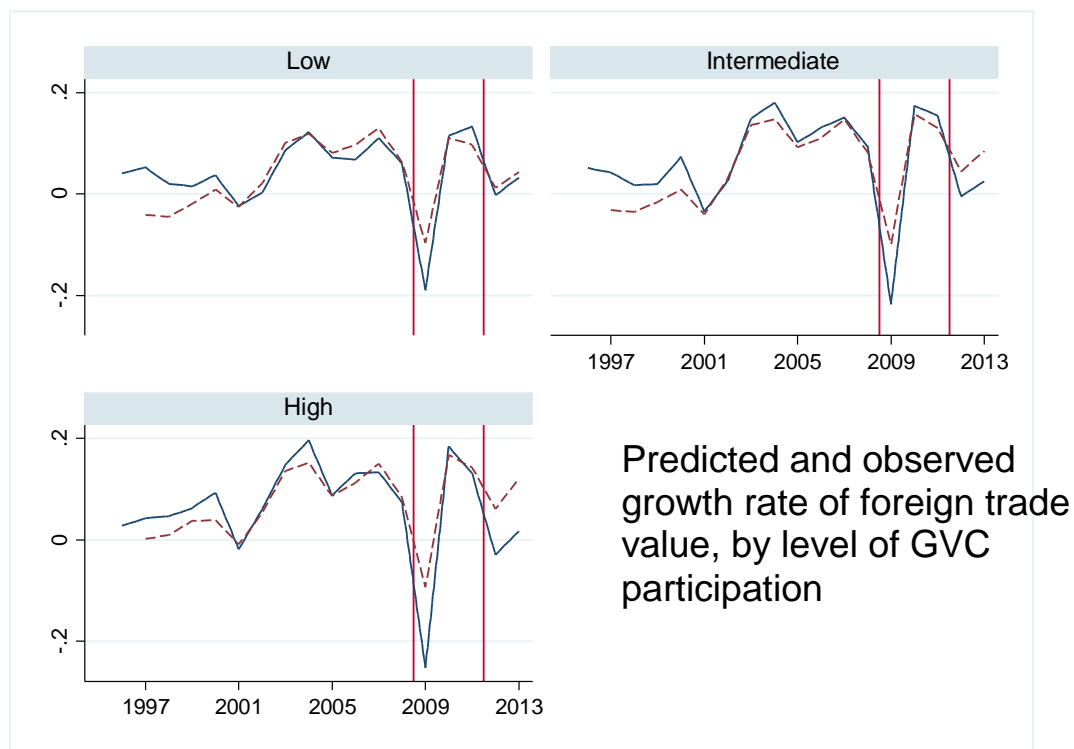 Low
Intermediate
.2
0
-.2
1997 2001 2005 2009 2013
High
.2
0
-.2
1997 2001 2005 2009 2013
Predicted and observed
growth rate of foreign trade
value, by level of GVC
participation